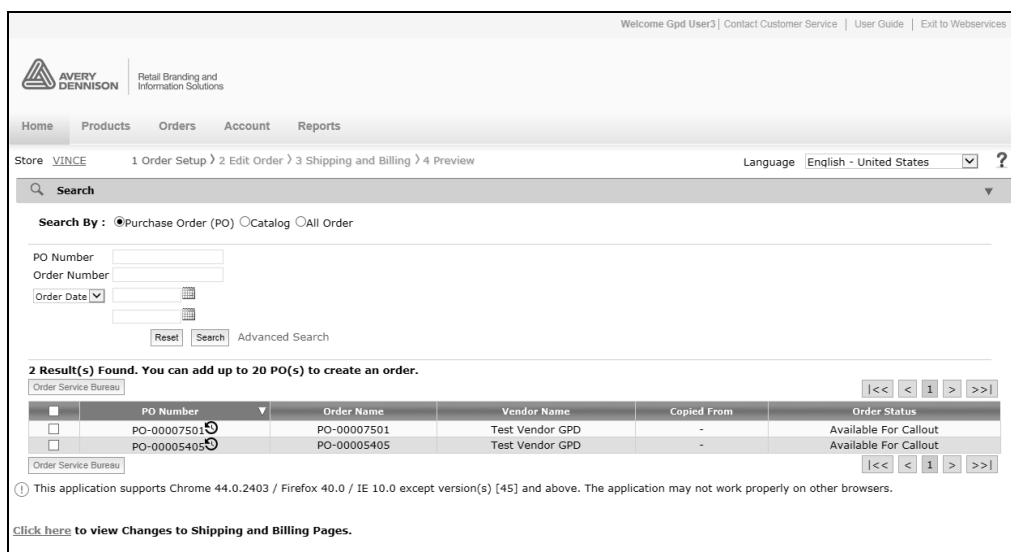 Welcome Gpd User3 | Contact Customer Service | User Guide | Exit to Webservices
AVERY DENNISON
Retail Branding and Information Solutions
Home Products Orders Account Reports
Store VINCE 1 Order Setup > 2 Edit Order > 3 Shipping and Billing > 4 Preview Language English - United States ?
Search
Search By : Purchase Order (PO) Catalog All Order
PO Number
Order Number
Order Date
Reset Search Advanced Search
2 Result(s) Found. You can add up to 20 PO(s) to create an order.
Order Service Bureau |<< < 1 > >>|
PO Number Order Name Vendor Name Copied From Order Status
PO-00007501 PO-00007501 Test Vendor GPD - Available For Callout
PO-00005405 PO-00005405 Test Vendor GPD - Available For Callout
Order Service Bureau |<< < 1 > >>|
! This application supports Chrome 44.0.2403 / Firefox 40.0 / IE 10.0 except version(s) [45] and above. The application may not work properly on other browsers.
Click here to view Changes to Shipping and Billing Pages.